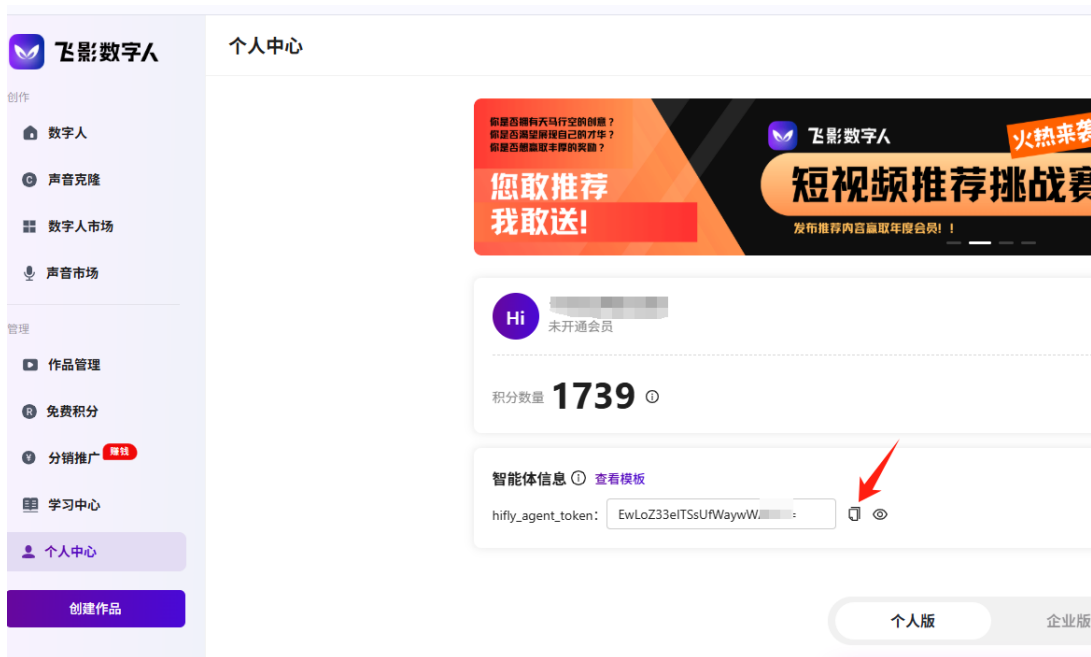 飞影数字人
个人中心
创作
数字人
声音克隆
数字人市场
声音市场
管理
作品管理
免费积分
分销推广 赚钱
学习中心
个人中心
创建作品
你是否拥有天马行空的创意？
你是否渴望展现自己的才华？
你是否想赢取丰厚的奖励？
您敢推荐
我敢送!
飞影数字人
火热来袭
短视频推荐挑战赛
发布推荐内容赢取年度会员！！
Hi
未开通会员
积分数量 1739
智能体信息 查看模板
hifly_agent_token: EwLoZ33elTSsUfWaywW
个人版
企业版